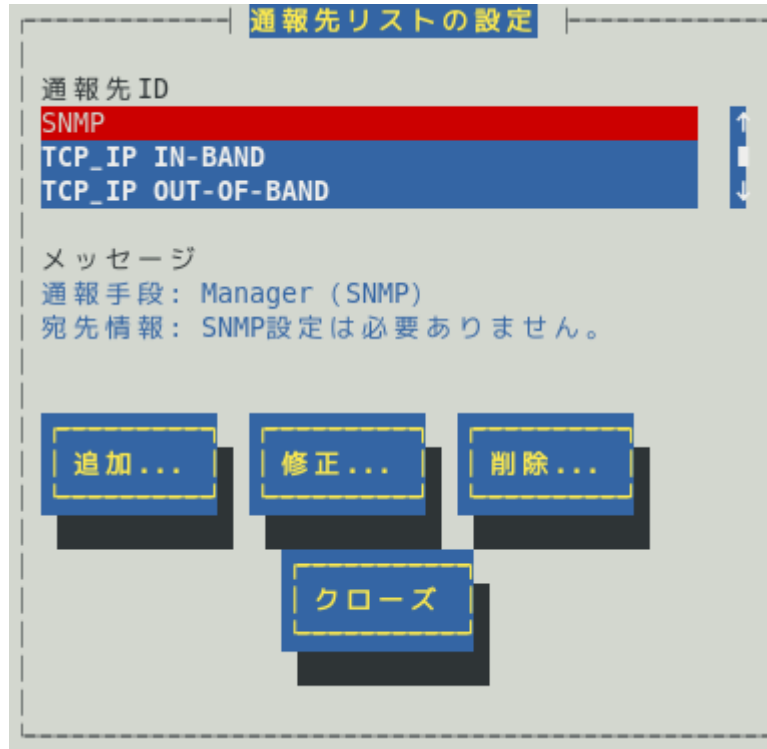 通報先リストの設定
通報先ID
SNMP
TCP_IP IN-BAND
TCP_IP OUT-OF-BAND
メッセージ
通報手段: Manager (SNMP)
宛先情報: SNMP設定は必要ありません。
追加... 修正... 削除...
クローズ